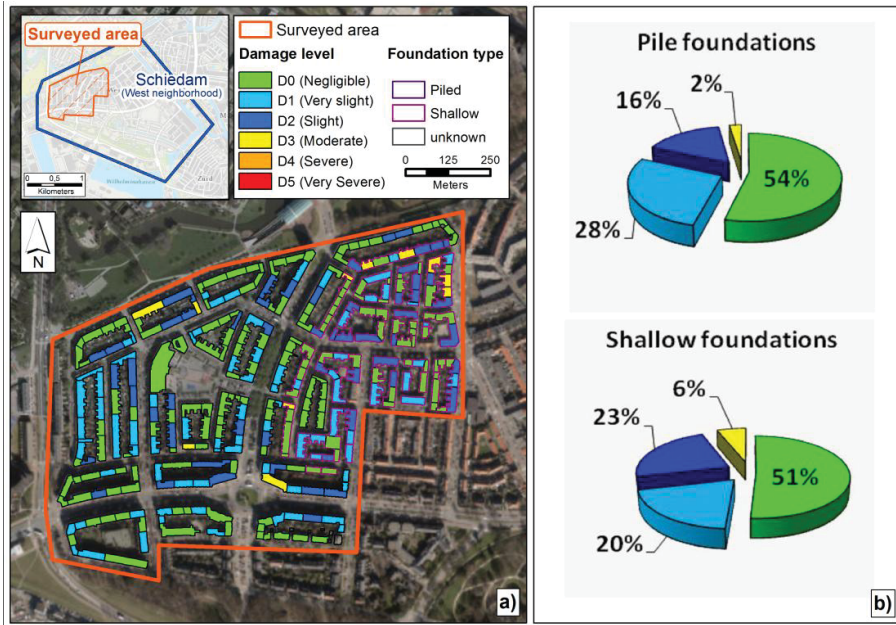 Surveyed area
Schiedam
(West neighborhood)
0 0,5 1
Kilometers
Surveyed area
Damage level
D0 (Negligible)
D1 (Very slight)
D2 (Slight)
D3 (Moderate)
D4 (Severe)
D5 (Very Severe)
Foundation type
Piled
Shallow
unknown
0 125 250
Meters
N
a)
Pile foundations
2%
16%
54%
28%
Shallow foundations
6%
23%
51%
20%
b)